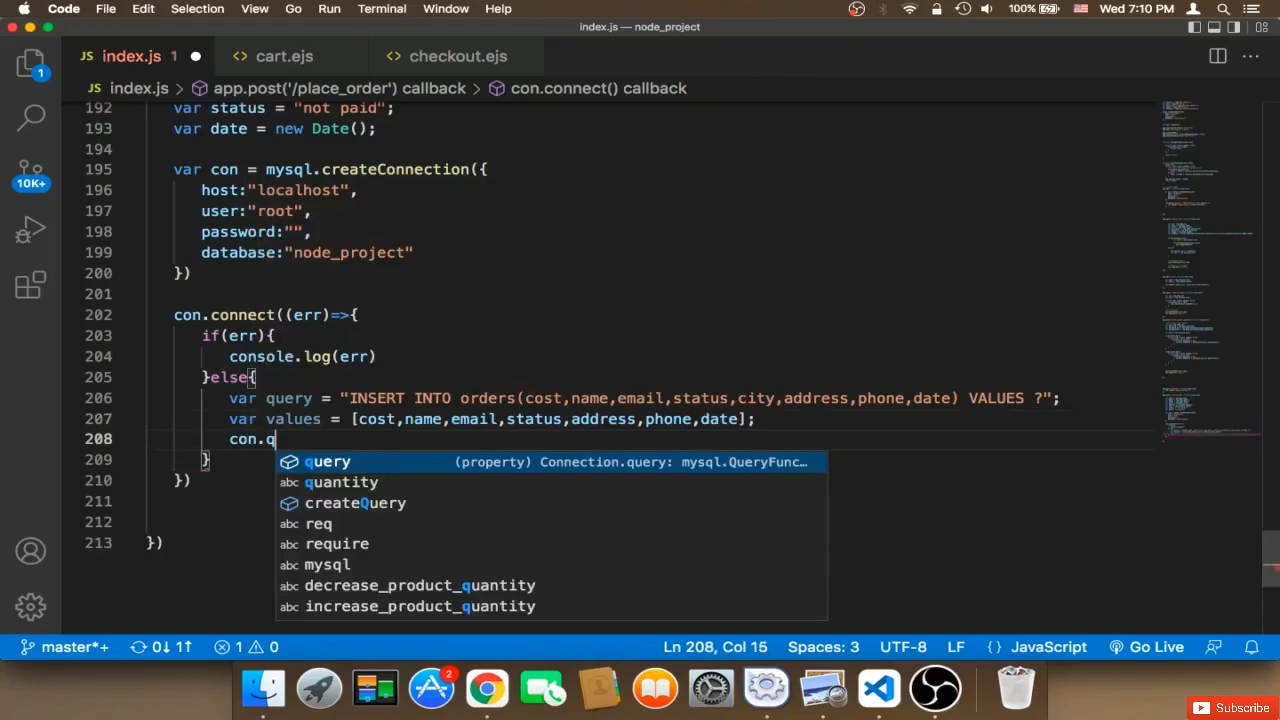 Code File Edit Selection View Go Run Terminal Window Help 100% Wed 7:10 PM
index.js — node_project
JS index.js 1 cart.ejs checkout.ejs
JS index.js > app.post('/place_order') callback > con.connect() callback
192 var status = "not paid";
193 var date = new Date();
194
195 var con = mysql.createConnection({
196 host:"localhost",
197 user:"root",
198 password:"",
199 database:"node_project"
200 })
201
202 con.connect((err)=>{
203 if(err){
204 console.log(err)
205 }else{
206 var query = "INSERT INTO orders(cost,name,email,status,city,address,phone,date) VALUES ?";
207 var values = [cost,name,email,status,address,phone,date];
208 con.q
209 }
210 })
211
212
213 })
query (property) Connection.query: mysql.QueryFunc…
abc quantity
createQuery
abc req
abc require
abc mysql
abc decrease_product_quantity
abc increase_product_quantity
1
10K+
master*+ 0↓ 1↑ 1 0 Ln 208, Col 15 Spaces: 3 UTF-8 LF {} JavaScript Go Live
2
Subscribe